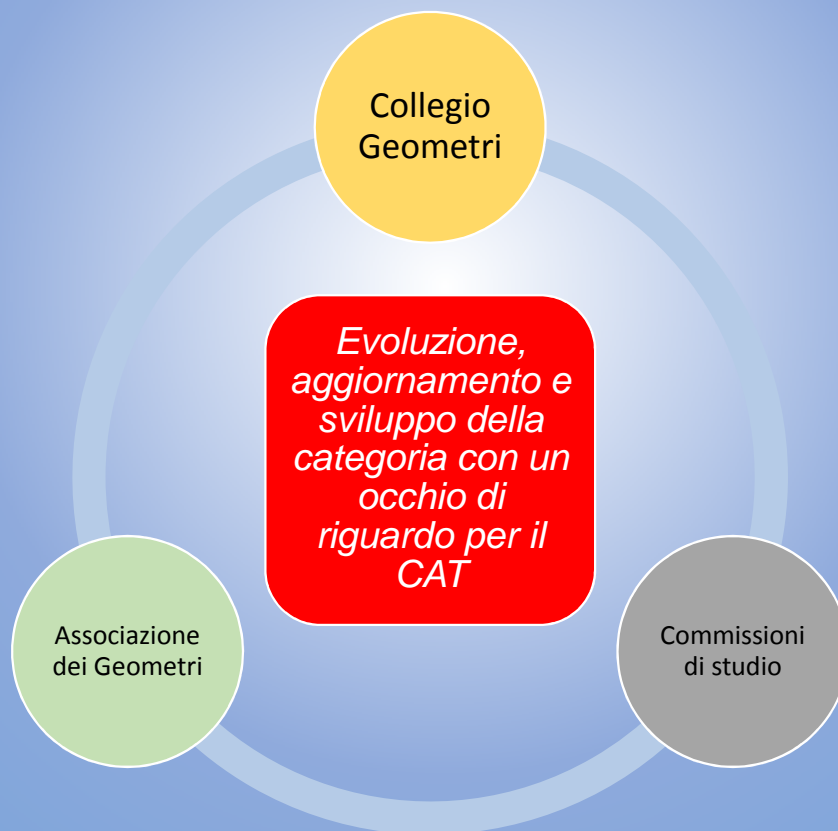 Collegio
Geometri
Evoluzione,
aggiornamento e
sviluppo della
categoria con un
occhio di
riguardo per il
CAT
Associazione
dei Geometri
Commissioni
di studio